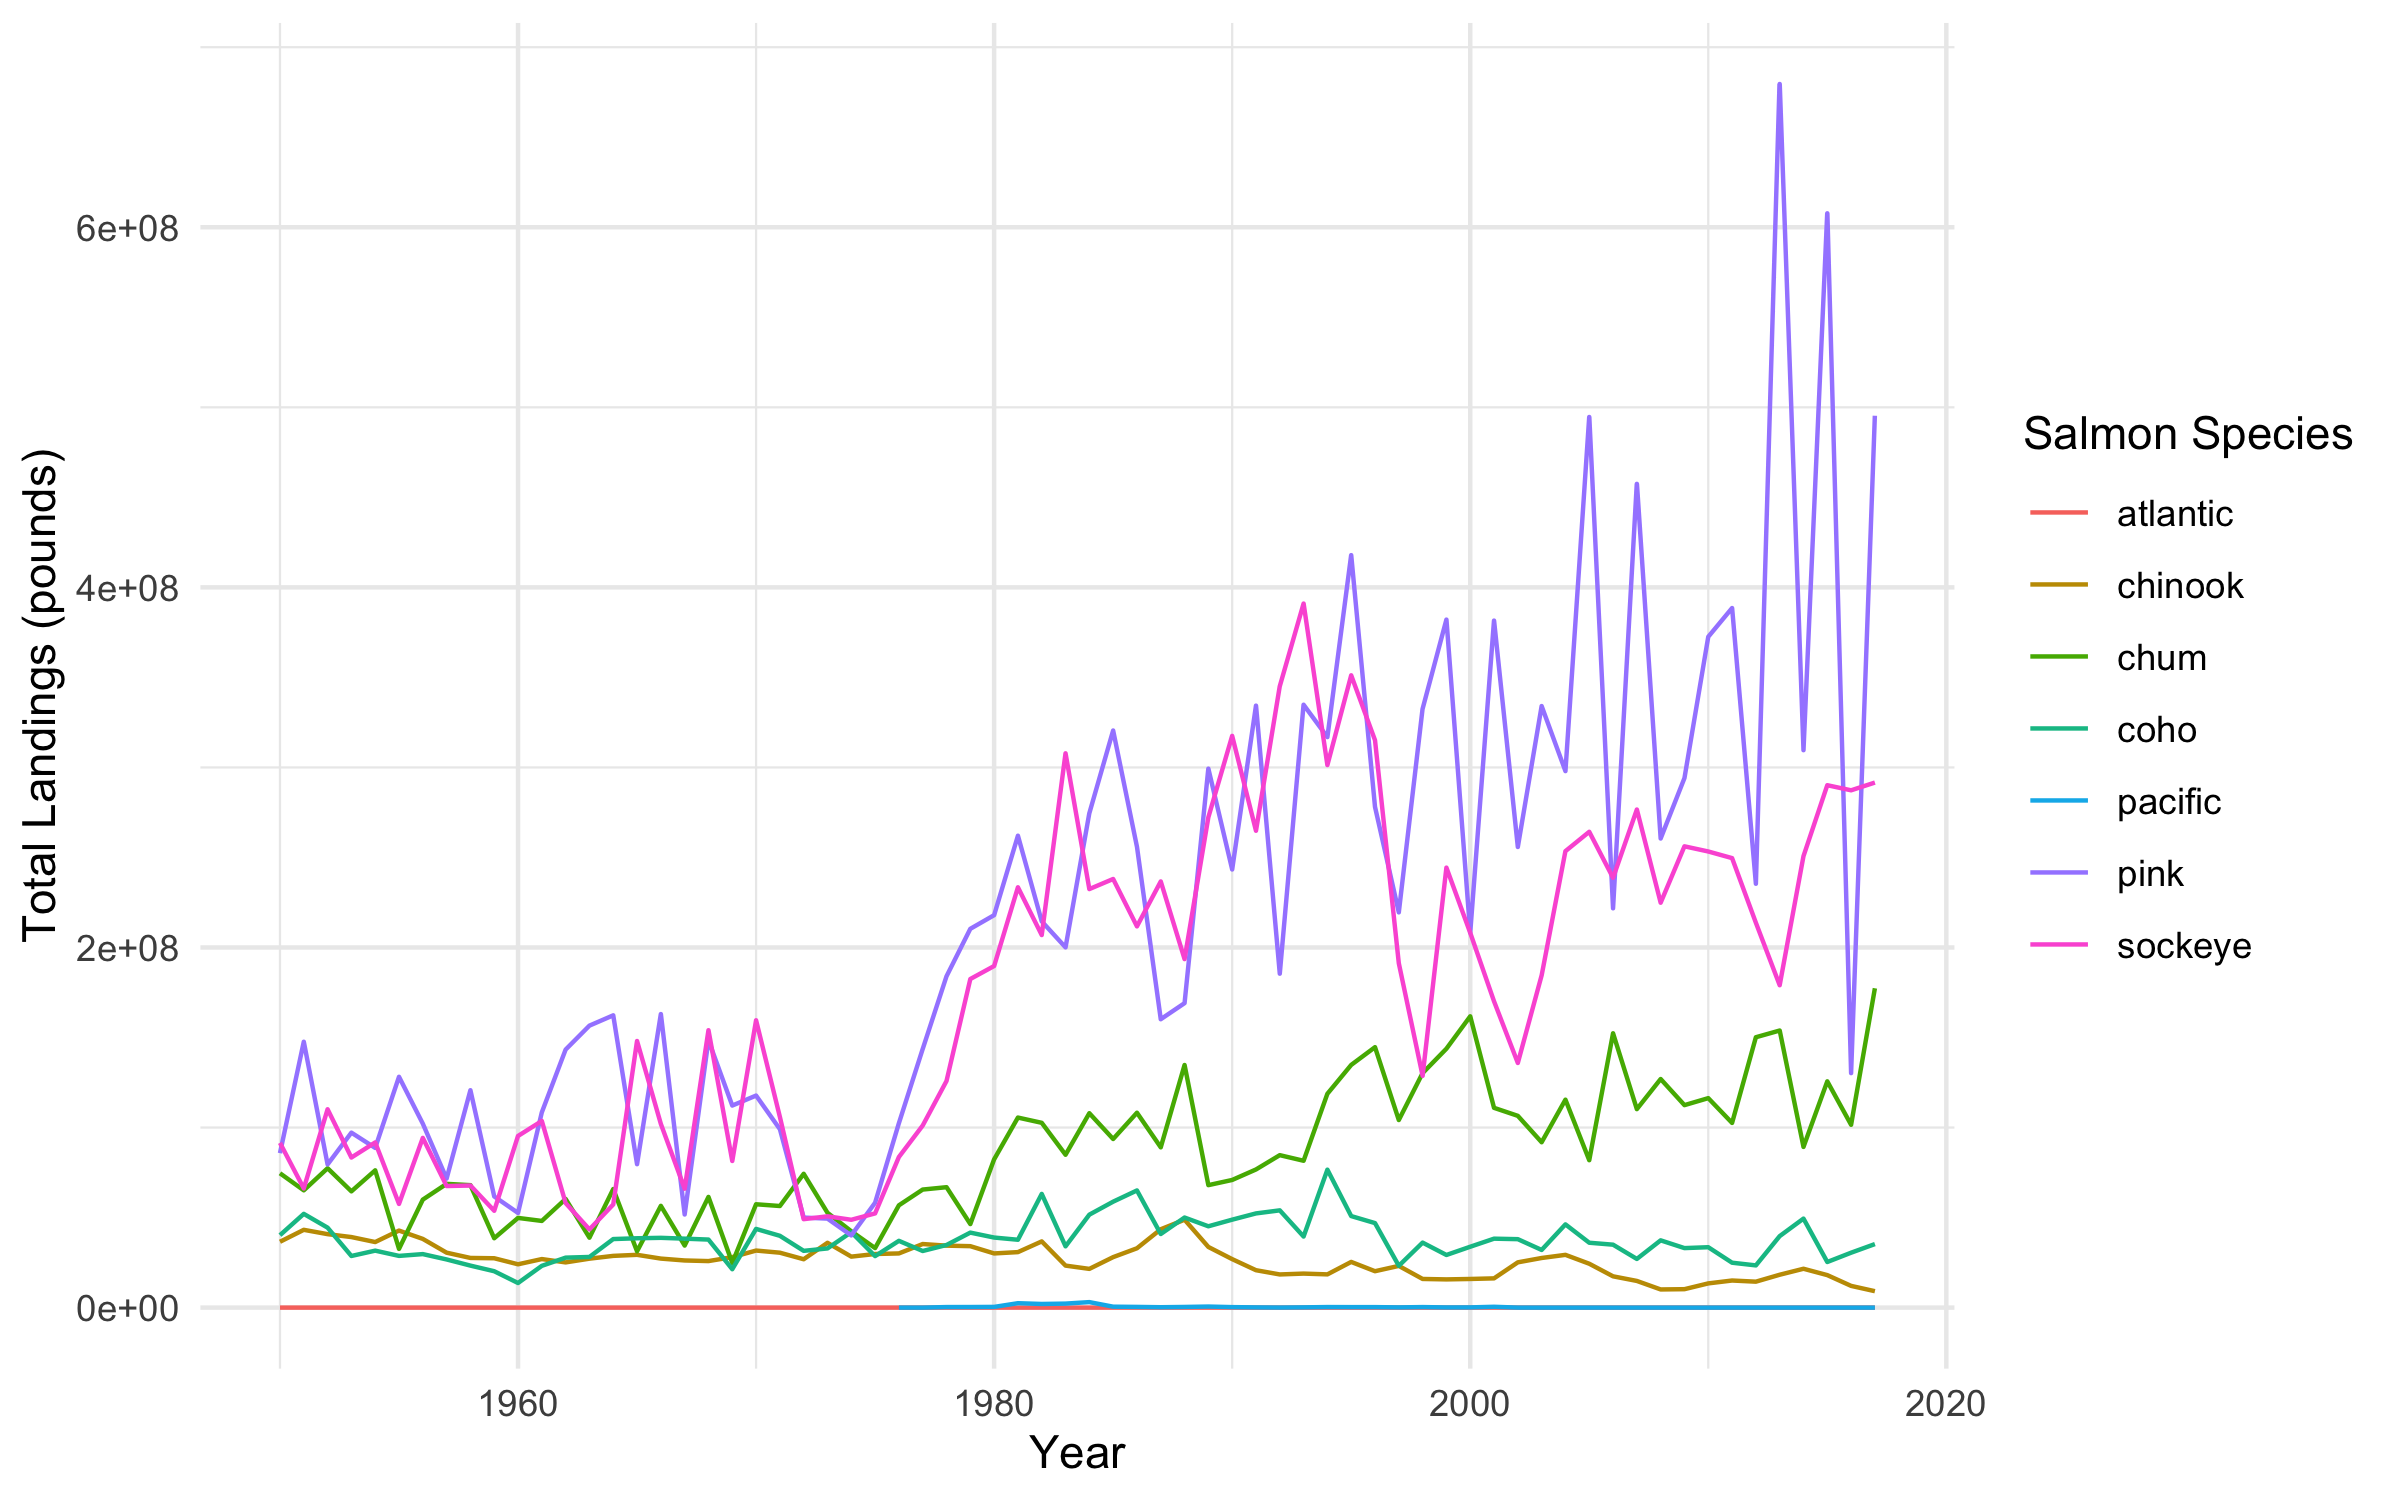 Total Landings (pounds)
6e+08
4e+08
2e+08
0e+00
1960
1980
2000
2020
Year
Salmon Species
atlantic
chinook
chum
coho
pacific
pink
sockeye